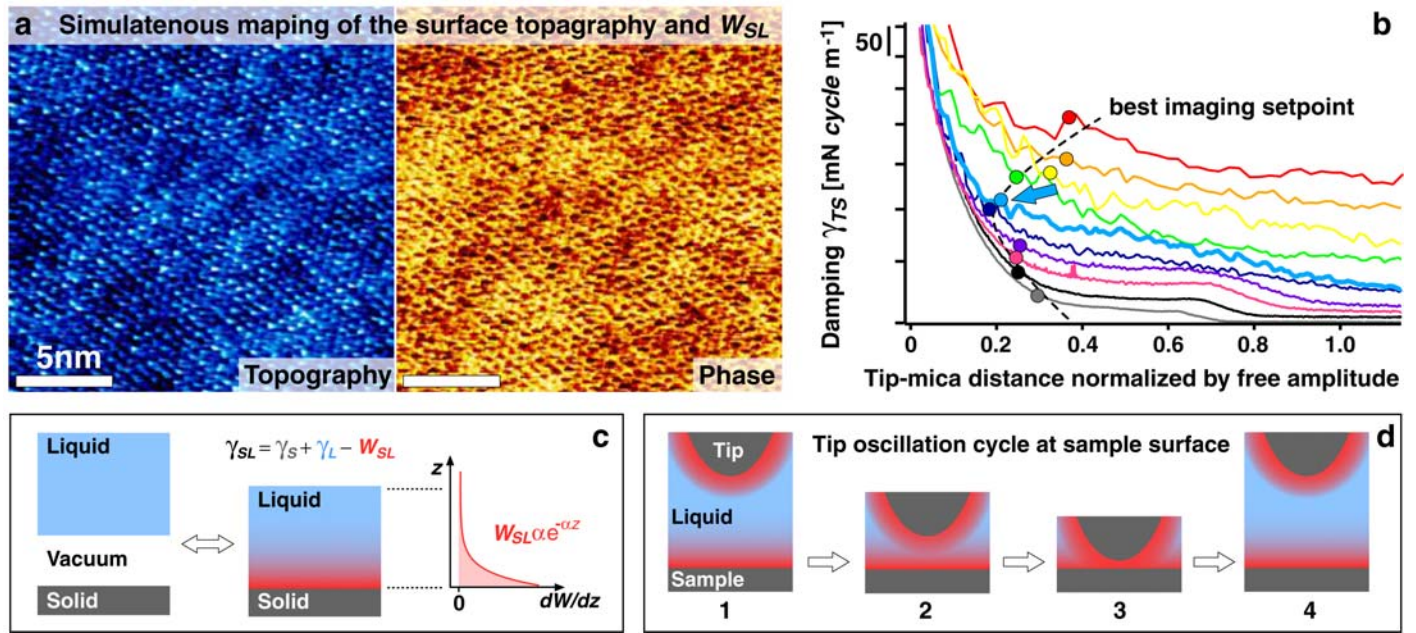 a Simulatenous maping of the surface topagraphy and W_SL
5nm
Topography
Phase
b
50
Damping γ_TS [mN cycle m⁻¹]
best imaging setpoint
0 0.2 0.4 0.6 0.8 1.0
Tip-mica distance normalized by free amplitude
c
Liquid
Vacuum
Solid
γ_SL = γ_S + γ_L − W_SL
Liquid
Solid
z
W_SL αe^-αz
0
dW/dz
d
Tip oscillation cycle at sample surface
Tip
Liquid
Sample
1 2 3 4